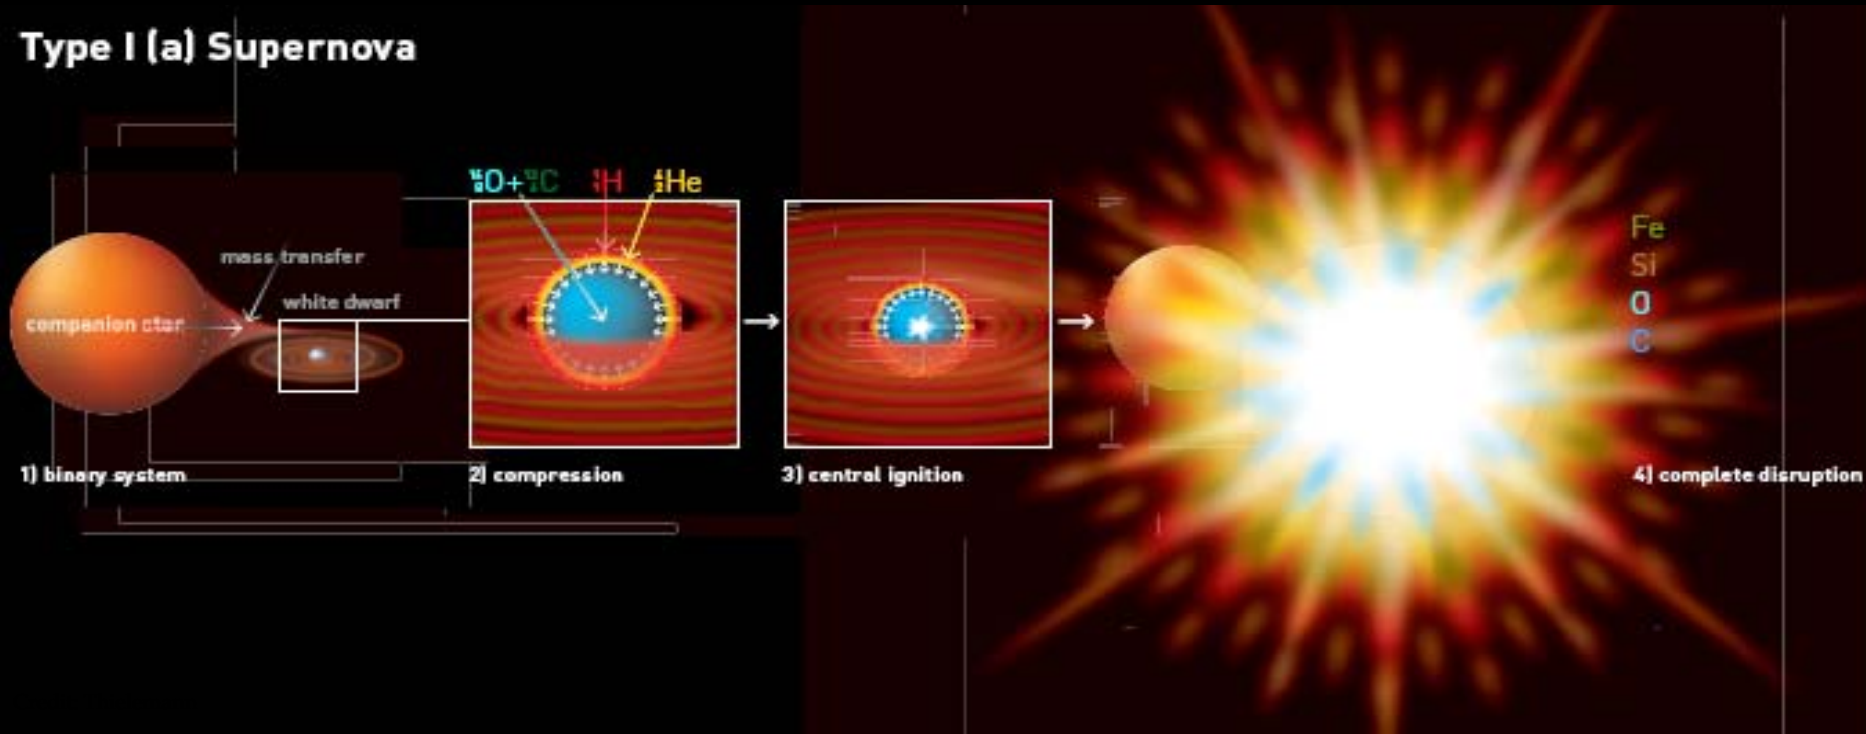 Type I (a) Supernova
O+ C H He
mass transfer
white dwarf
companion star
1) binary system
2) compression
3) central ignition
Fe
Si
O
C
4) complete disruption